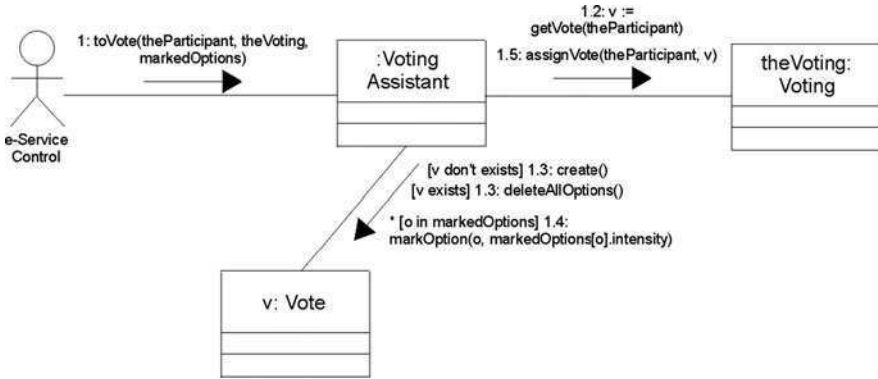 1: toVote(theParticipant, theVoting,
markedOptions)
e-Service
Control
:Voting
Assistant
1.2: v :=
getVote(theParticipant)
1.5: assignVote(theParticipant, v)
theVoting:
Voting
[v don't exists] 1.3: create()
[v exists] 1.3: deleteAllOptions()
* [o in markedOptions] 1.4:
markOption(o, markedOptions[o].intensity)
v: Vote